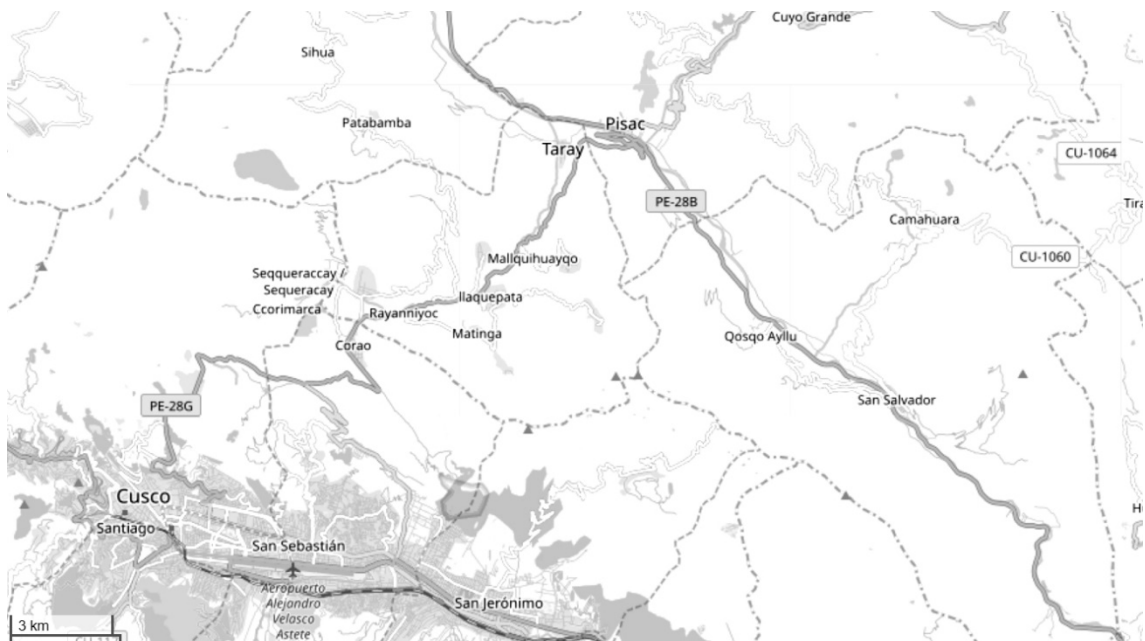 Cuyo Grande
Sihua
Patabamba
Pisac
Taray
CU-1064
PE-28B
Camahuara
CU-1060
Mallquihuayqo
Seqqueraccay /
Sequeracay
Ccorimarca
llaquepata
Rayanniyoc
Matinga
Corao
Qosqo Ayllu
San Salvador
PE-28G
Cusco
Santiago
San Sebastián
Aeropuerto
Alejandro
Velasco
Astete
San Jerónimo
3 km